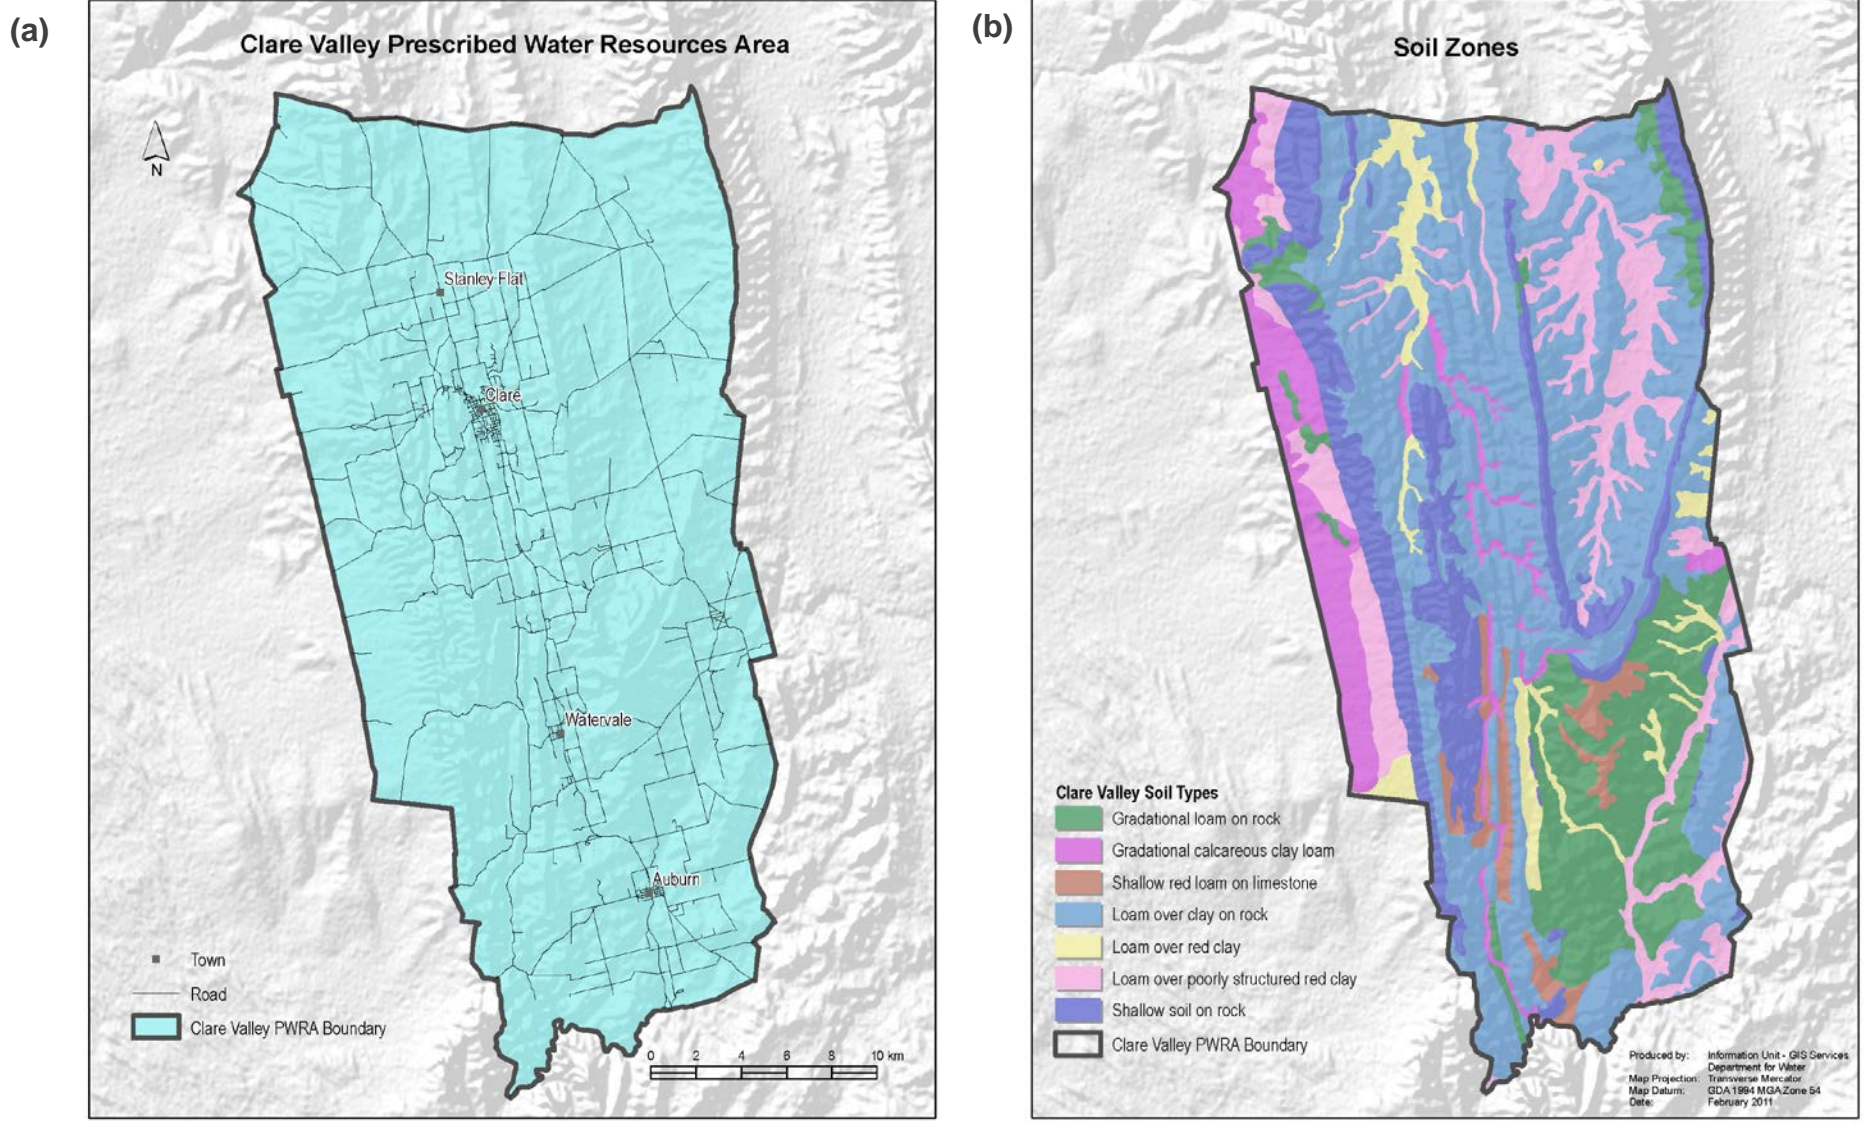 (a)
Clare Valley Prescribed Water Resources Area
N
Stanley Flat
Clare
Watervale
Auburn
Town
Road
Clare Valley PWRA Boundary
0 2 4 6 8 10 km
(b)
Soil Zones
Clare Valley Soil Types
Gradational loam on rock
Gradational calcareous clay loam
Shallow red loam on limestone
Loam over clay on rock
Loam over red clay
Loam over poorly structured red clay
Shallow soil on rock
Clare Valley PWRA Boundary
Produced by: Information Unit - GIS Services
Department for Water
Map Projection: Transverse Mercator
Map Datum: GDA 1994 MGA Zone 54
Date: February 2011